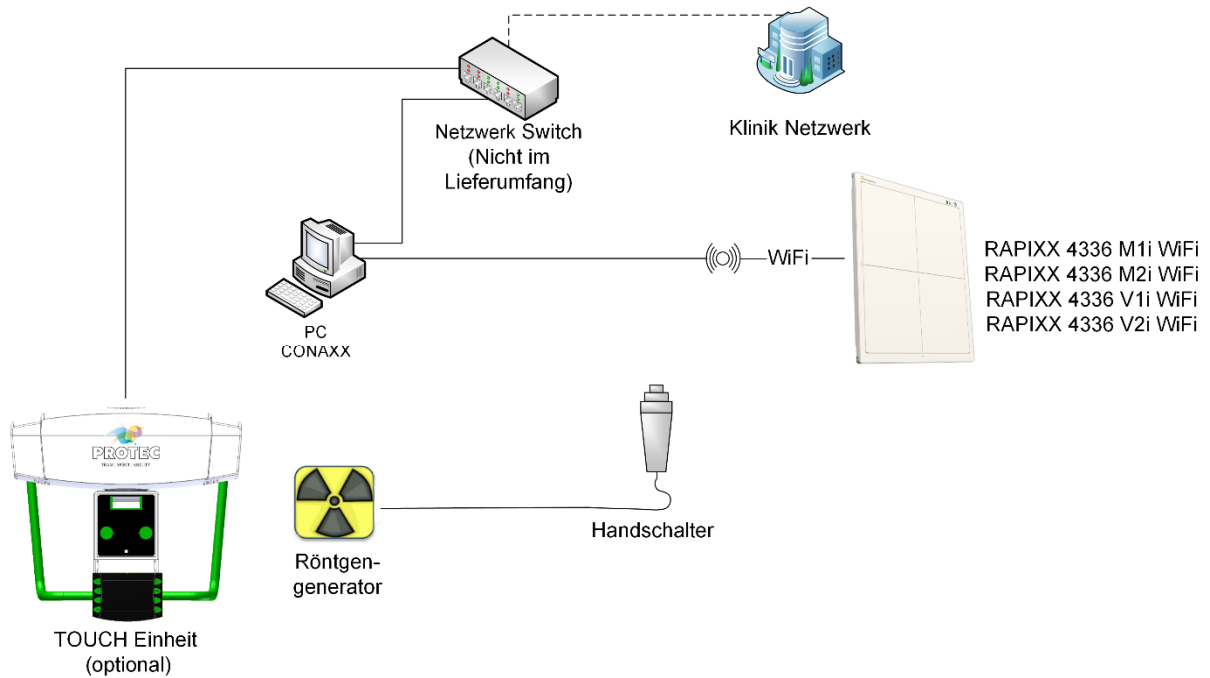 Netzwerk Switch
(Nicht im
Lieferumfang)
Klinik Netzwerk
WiFi
RAPIXX 4336 M1i WiFi
RAPIXX 4336 M2i WiFi
RAPIXX 4336 V1i WiFi
RAPIXX 4336 V2i WiFi
PC
CONAXX
PROTEC
Handschalter
Röntgen-
generator
TOUCH Einheit
(optional)